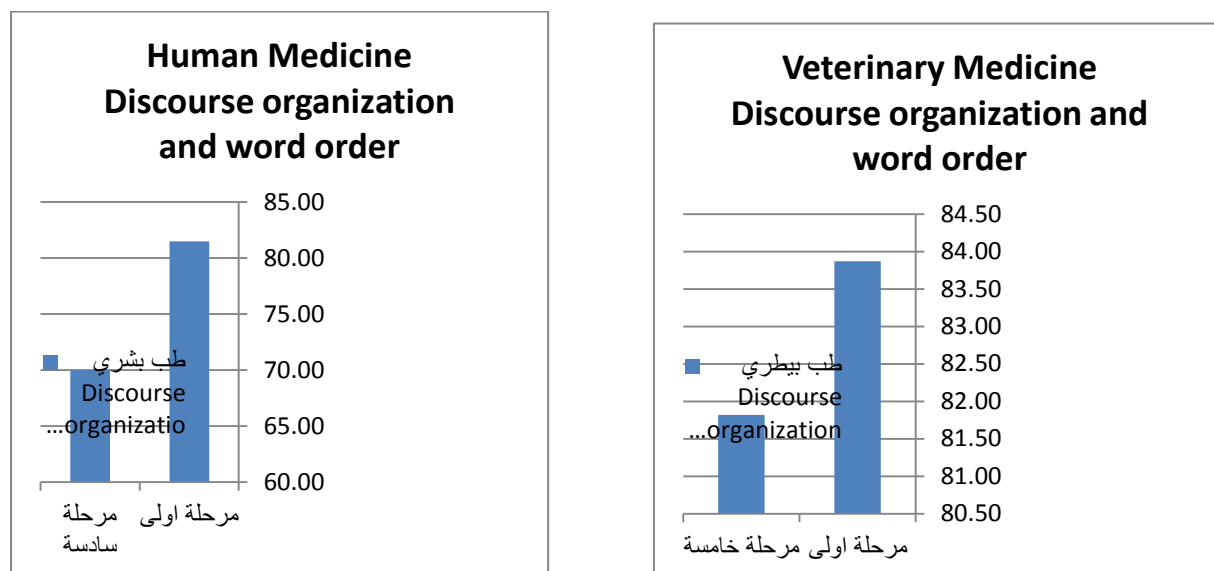 Human Medicine
Discourse organization
and word order
85.00
80.00
75.00
70.00
65.00
60.00
طب بشري
Discourse
organizatio...
مرحلة اولى
مرحلة
سادسة
Veterinary Medicine
Discourse organization and
word order
84.50
84.00
83.50
83.00
82.50
82.00
81.50
81.00
80.50
طب بيطري
Discourse
organization...
مرحلة اولى
مرحلة خامسة